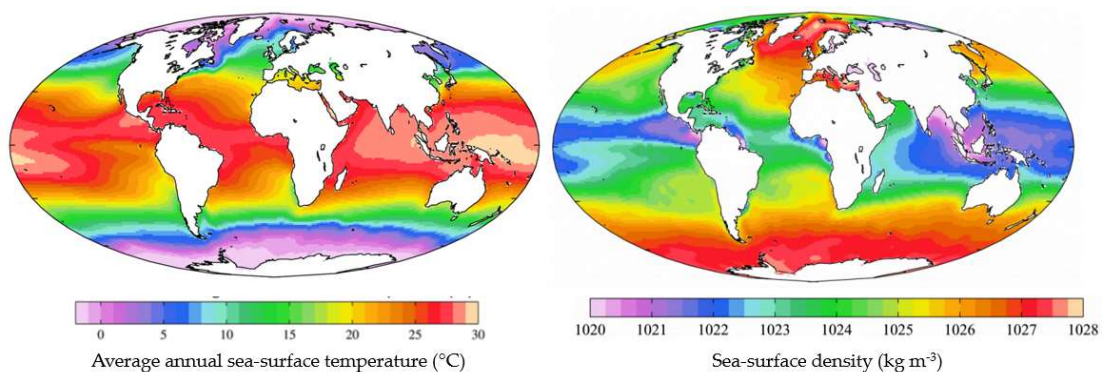 0 5 10 15 20 25 30
Average annual sea-surface temperature (°C)
1020 1021 1022 1023 1024 1025 1026 1027 1028
Sea-surface density (kg m-³)